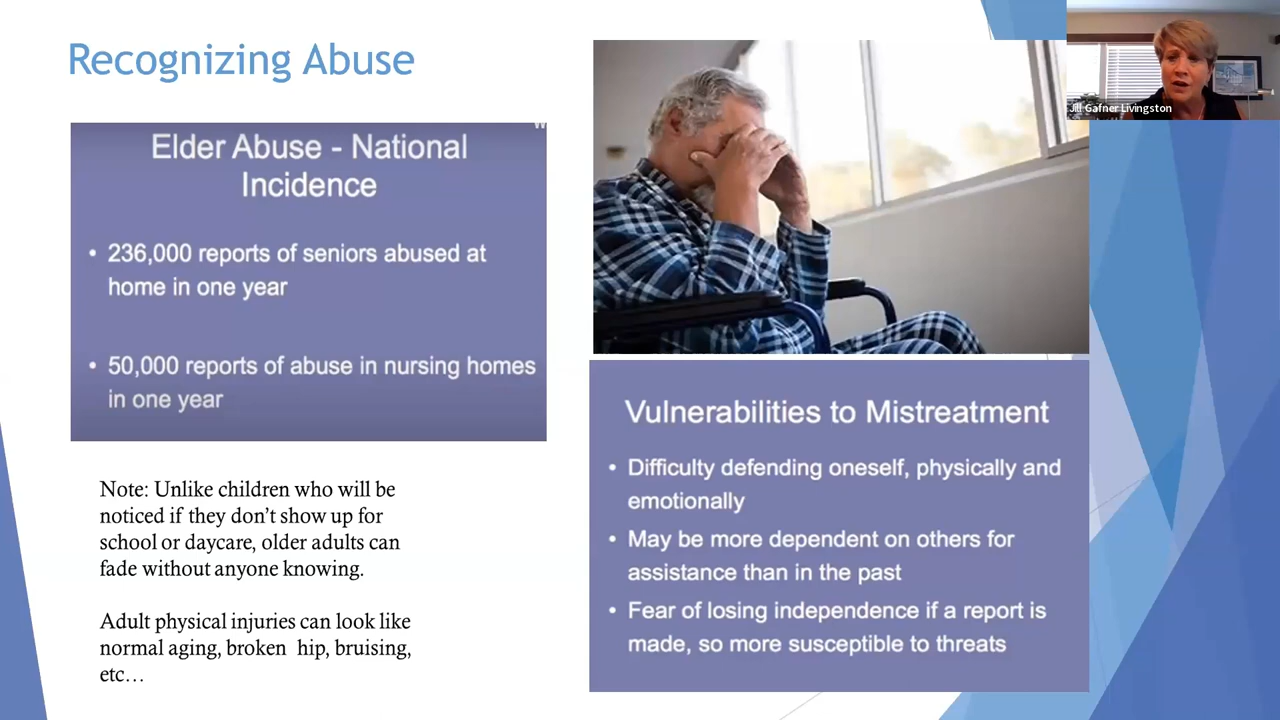 Recognizing Abuse
Jill Gafner Livingston
W
Elder Abuse - National
Incidence
• 236,000 reports of seniors abused at
home in one year
• 50,000 reports of abuse in nursing homes
in one year
Note: Unlike children who will be
noticed if they don’t show up for
school or daycare, older adults can
fade without anyone knowing.
Adult physical injuries can look like
normal aging, broken  hip, bruising,
etc…
Vulnerabilities to Mistreatment
• Difficulty defending oneself, physically and
emotionally
• May be more dependent on others for
assistance than in the past
• Fear of losing independence if a report is
made, so more susceptible to threats